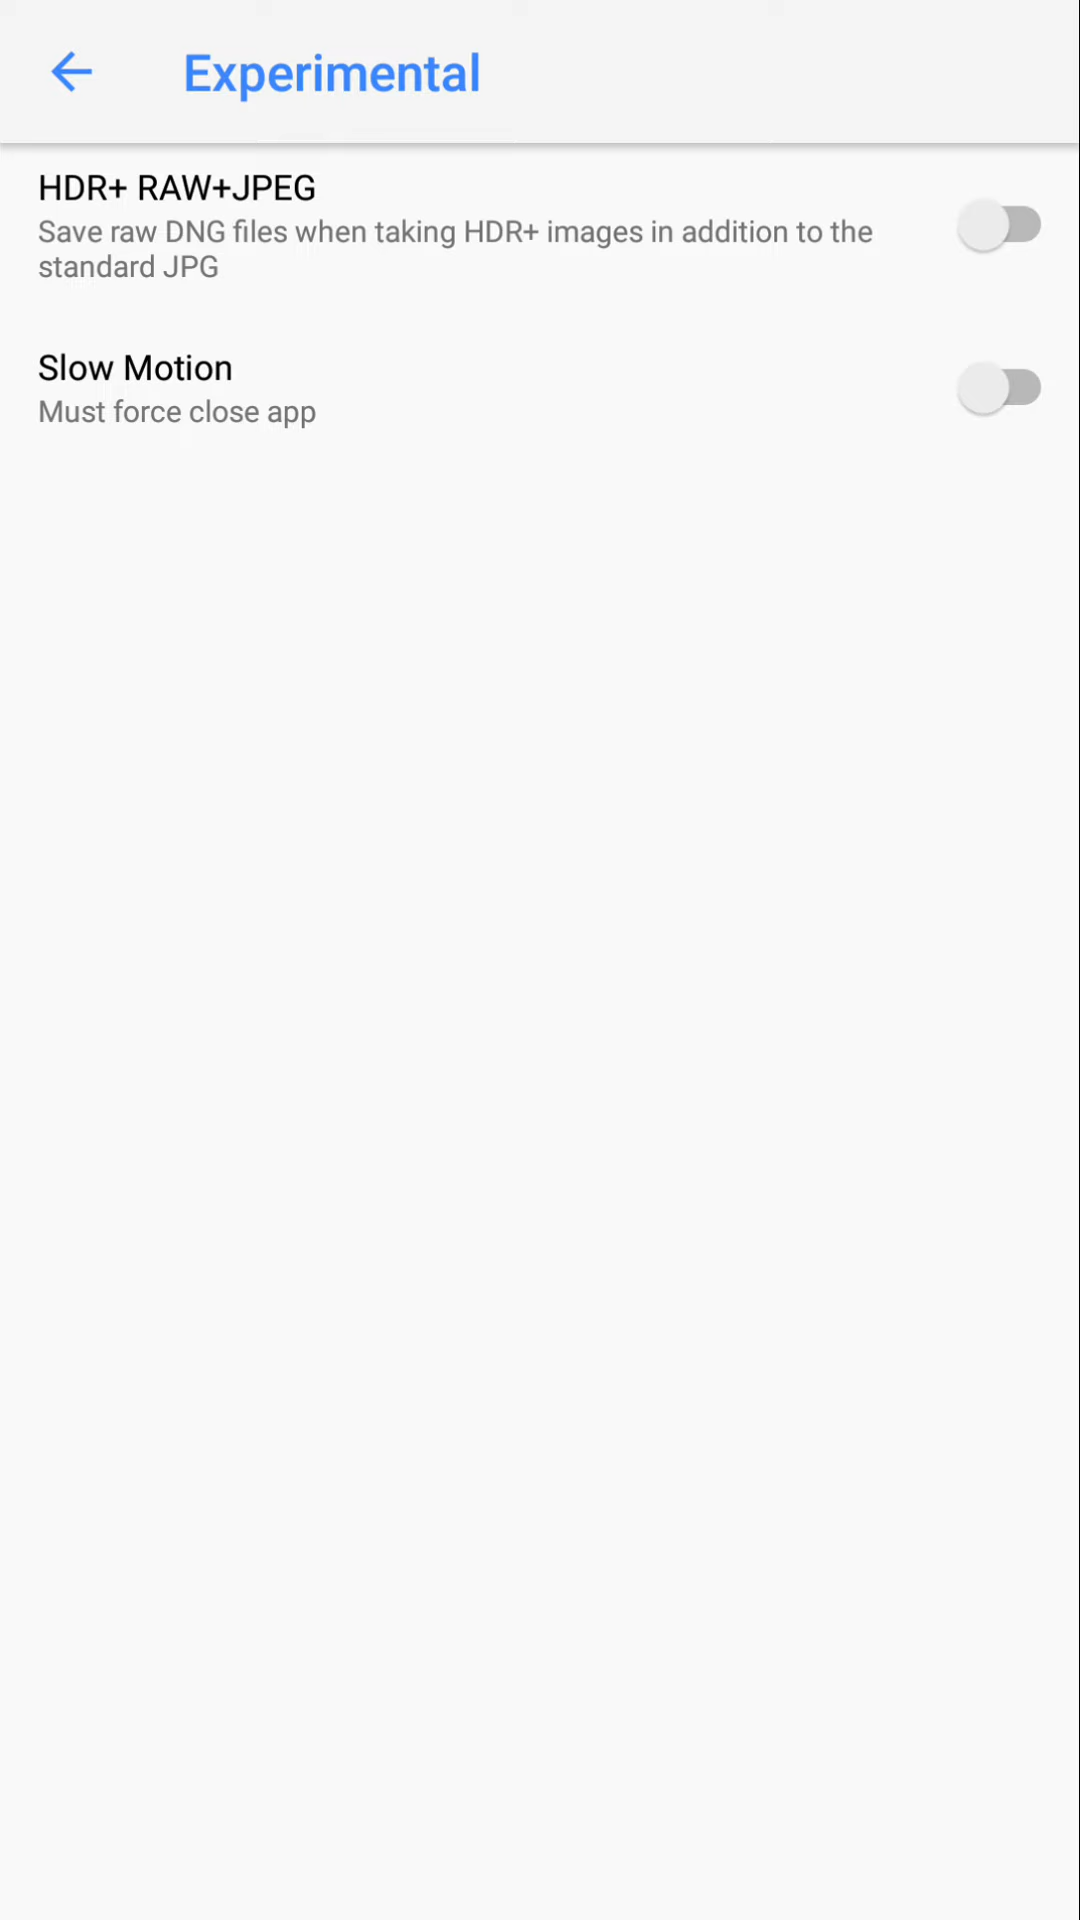 Experimental
HDR+ RAW+JPEG
Save raw DNG files when taking HDR+ images in addition to the
standard JPG
Slow Motion
Must force close app